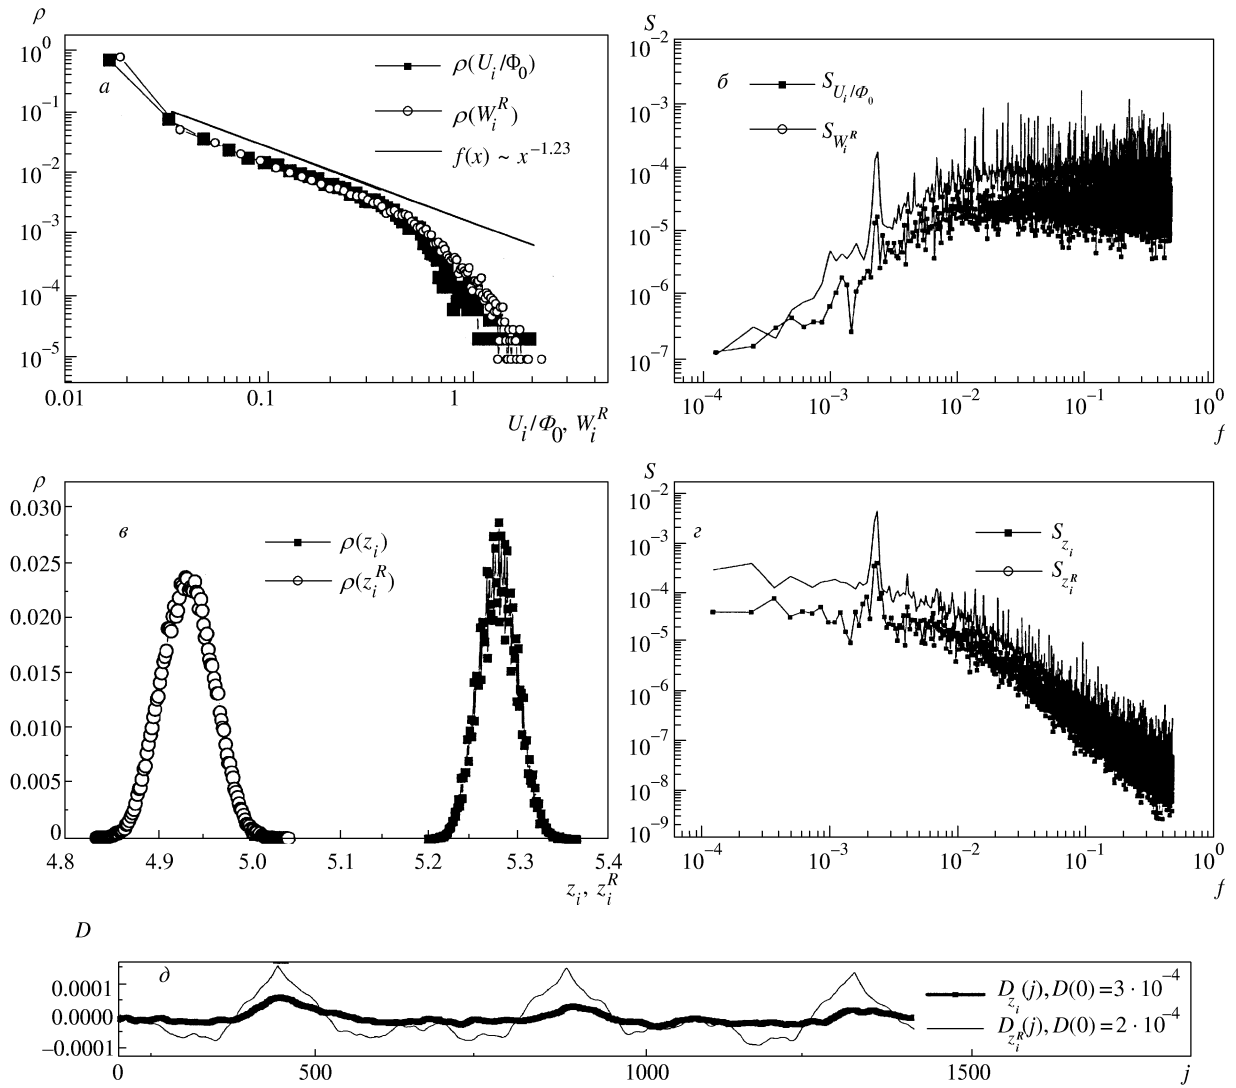 ρ
10^0
10^-1
10^-2
10^-3
10^-4
10^-5
а
ρ(U_i/Φ_0)
ρ(W_i^R)
f(x) ~ x^-1.23
0.01 0.1 1
U_i/Φ_0, W_i^R
S
10^-2
10^-3
10^-4
10^-5
10^-6
10^-7
б
S_{U_i/Φ_0}
S_{W_i^R}
10^-4 10^-3 10^-2 10^-1 10^0
f
ρ
0.030
0.025
0.020
0.015
0.010
0.005
0
в
ρ(z_i)
ρ(z_i^R)
4.8 4.9 5.0 5.1 5.2 5.3 5.4
z_i, z_i^R
S
10^-2
10^-3
10^-4
10^-5
10^-6
10^-7
10^-8
10^-9
г
S_{z_i}
S_{z_i^R}
10^-4 10^-3 10^-2 10^-1 10^0
f
D
0.0001
0.0000
−0.0001
д
D_{z_i}(j), D(0) = 3 · 10^-4
D_{z_i^R}(j), D(0) = 2 · 10^-4
0 500 1000 1500 j